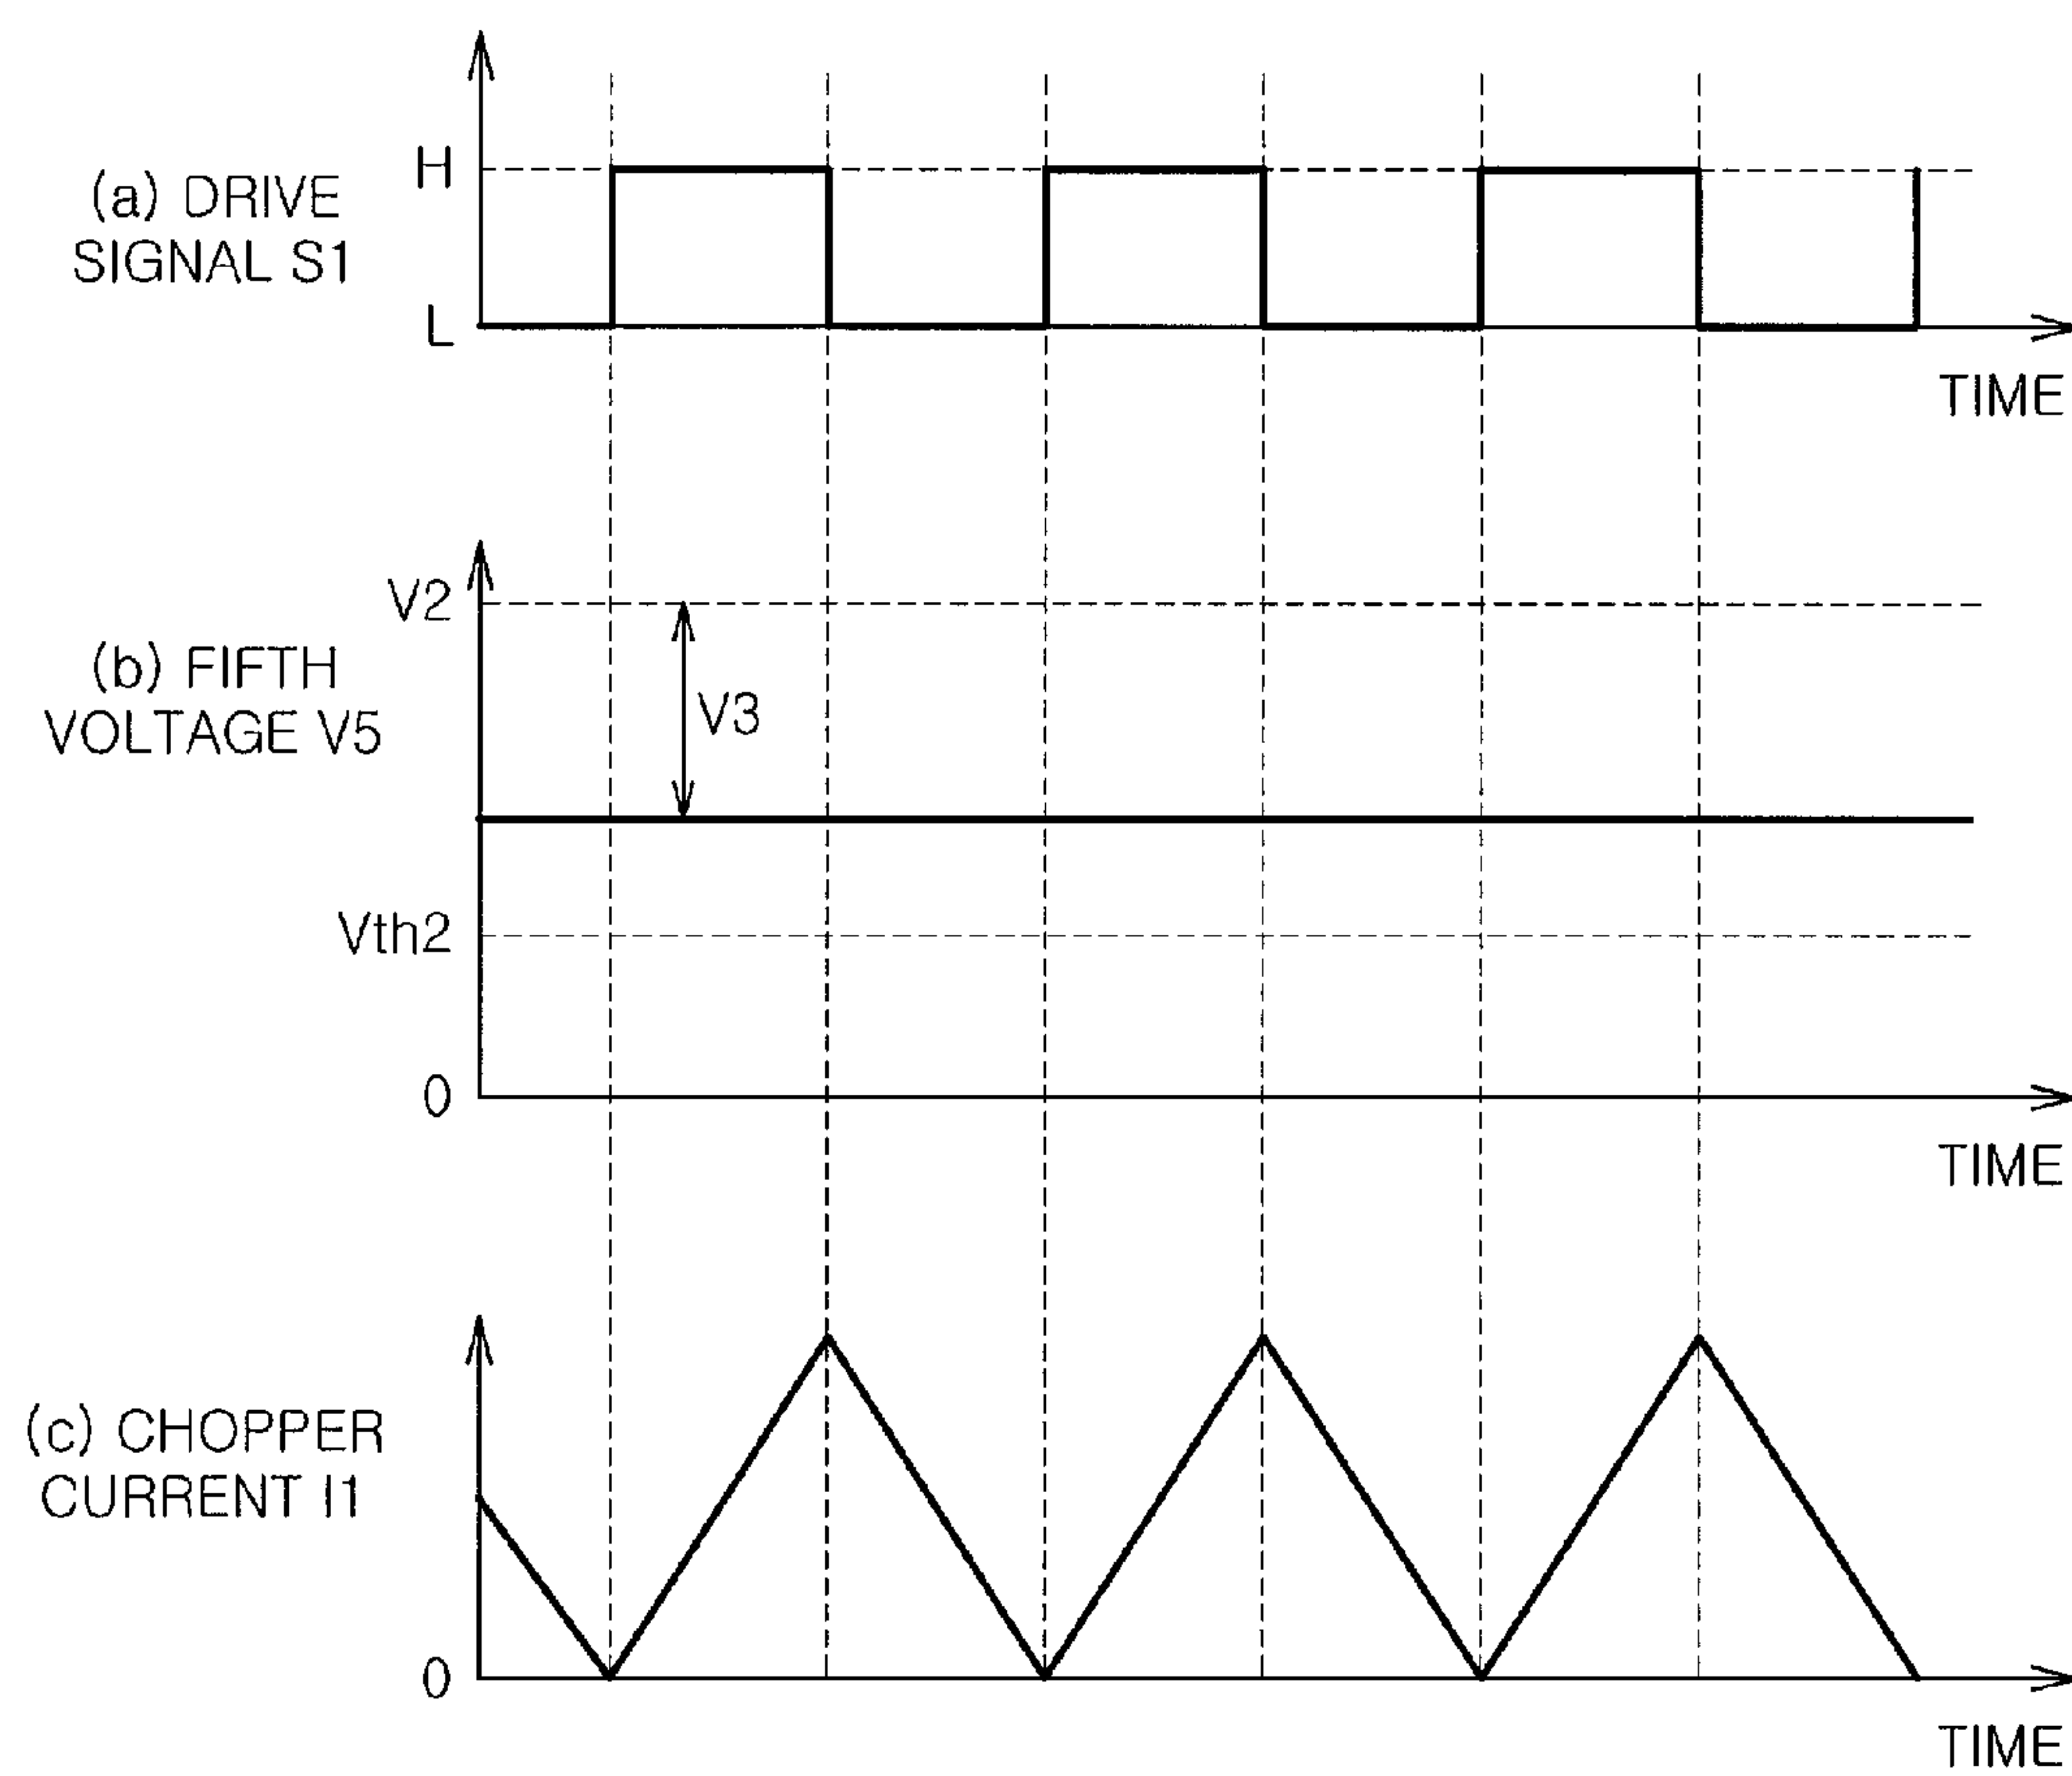 H
(a) DRIVE
SIGNAL S1
L
TIME
V2
(b) FIFTH
VOLTAGE V5
V3
Vth2
0
TIME
(c) CHOPPER
CURRENT I1
0
TIME